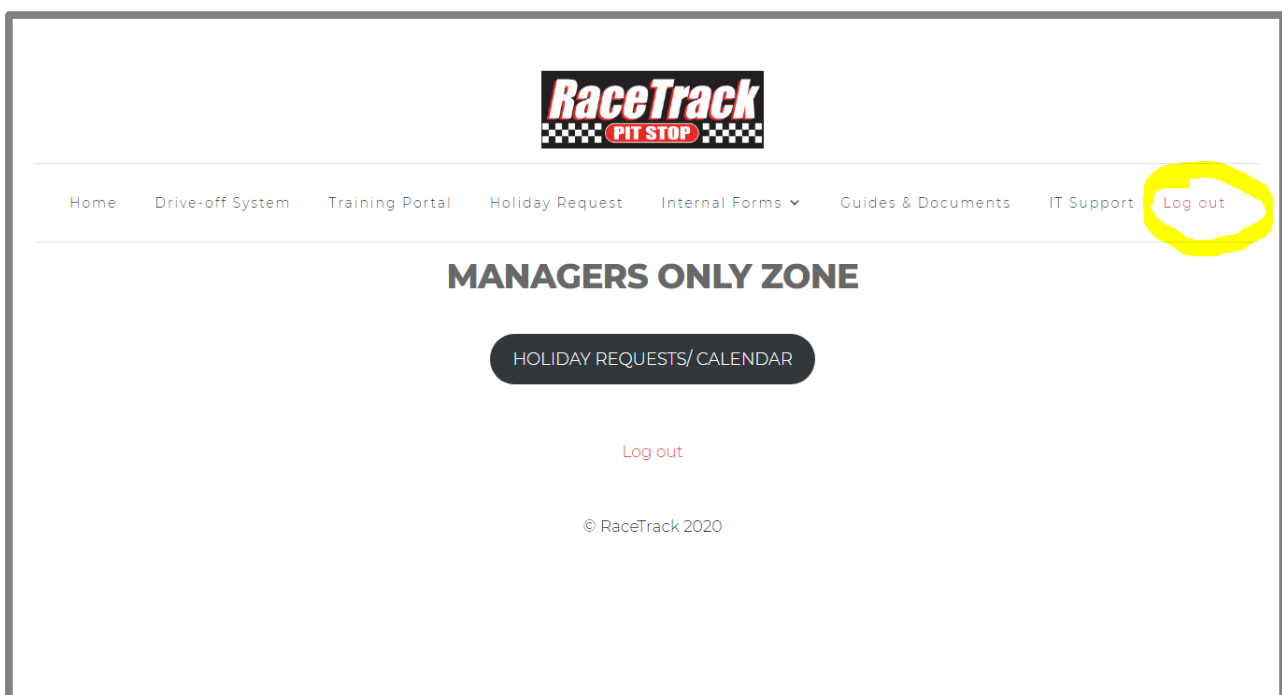 RaceTrack
PIT STOP
Home Drive-off System Training Portal Holiday Request Internal Forms Guides & Documents IT Support Log out
MANAGERS ONLY ZONE
HOLIDAY REQUESTS/ CALENDAR
Log out
© RaceTrack 2020